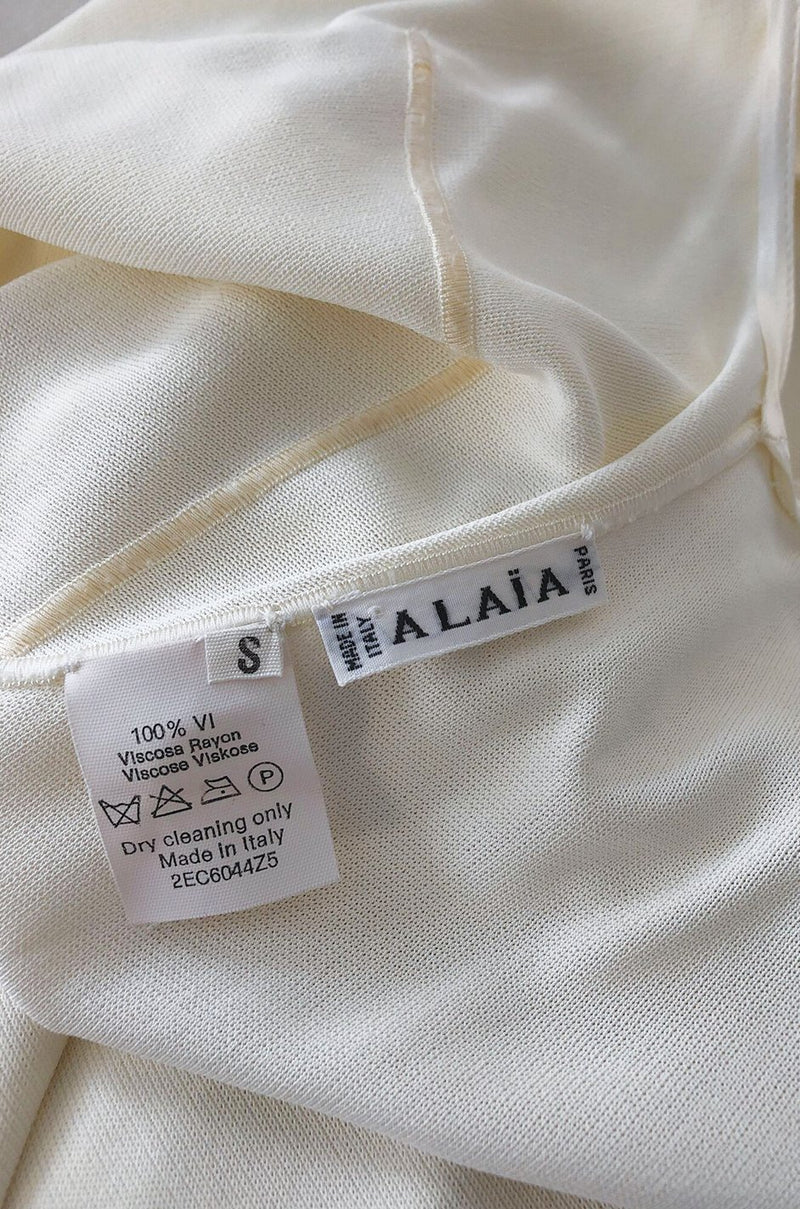 MADE IN
ITALY
ALAÏA
PARIS
S
100% VI
Viscosa Rayon
Viscose Viskose
P
Dry cleaning only
Made in Italy
2EC6044Z5